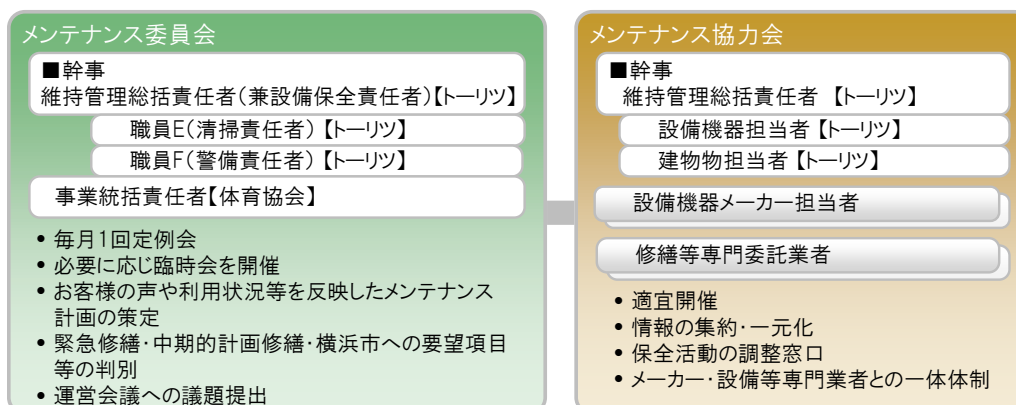 メンテナンス委員会
■幹事
維持管理総括責任者(兼設備保全責任者)【トーリツ】
職員E(清掃責任者)【トーリツ】
職員F(警備責任者)【トーリツ】
事業統括責任者【体育協会】
• 毎月1回定例会
• 必要に応じ臨時会を開催
• お客様の声や利用状況等を反映したメンテナンス
計画の策定
• 緊急修繕・中期的計画修繕・横浜市への要望項目
等の判別
• 運営会議への議題提出
メンテナンス協力会
■幹事
維持管理総括責任者 【トーリツ】
設備機器担当者【トーリツ】
建物物担当者【トーリツ】
設備機器メーカー担当者
修繕等専門委託業者
• 適宜開催
• 情報の集約・一元化
• 保全活動の調整窓口
• メーカー・設備等専門業者との一体体制